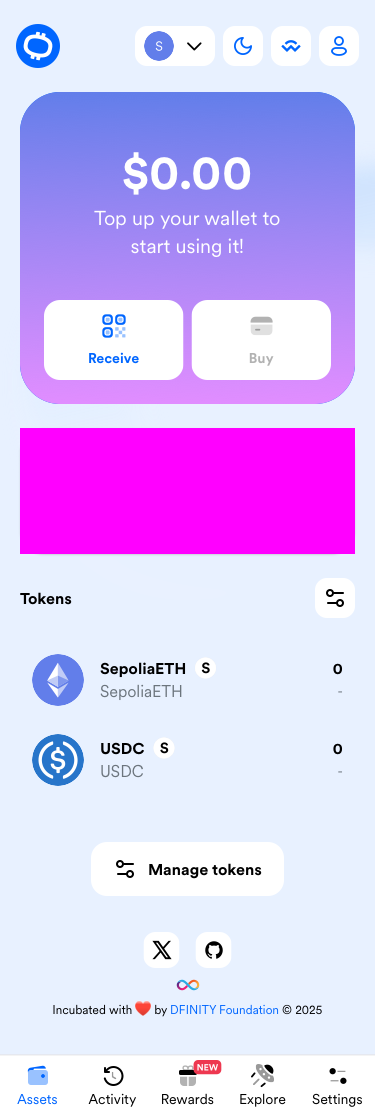 S
$0.00
Top up your wallet to
start using it!
Receive
Buy
Tokens
SepoliaETH S
0
SepoliaETH
-
USDC S
0
USDC
-
Manage tokens
Incubated with ❤️ by DFINITY Foundation © 2025
NEW
Assets
Activity
Rewards
Explore
Settings